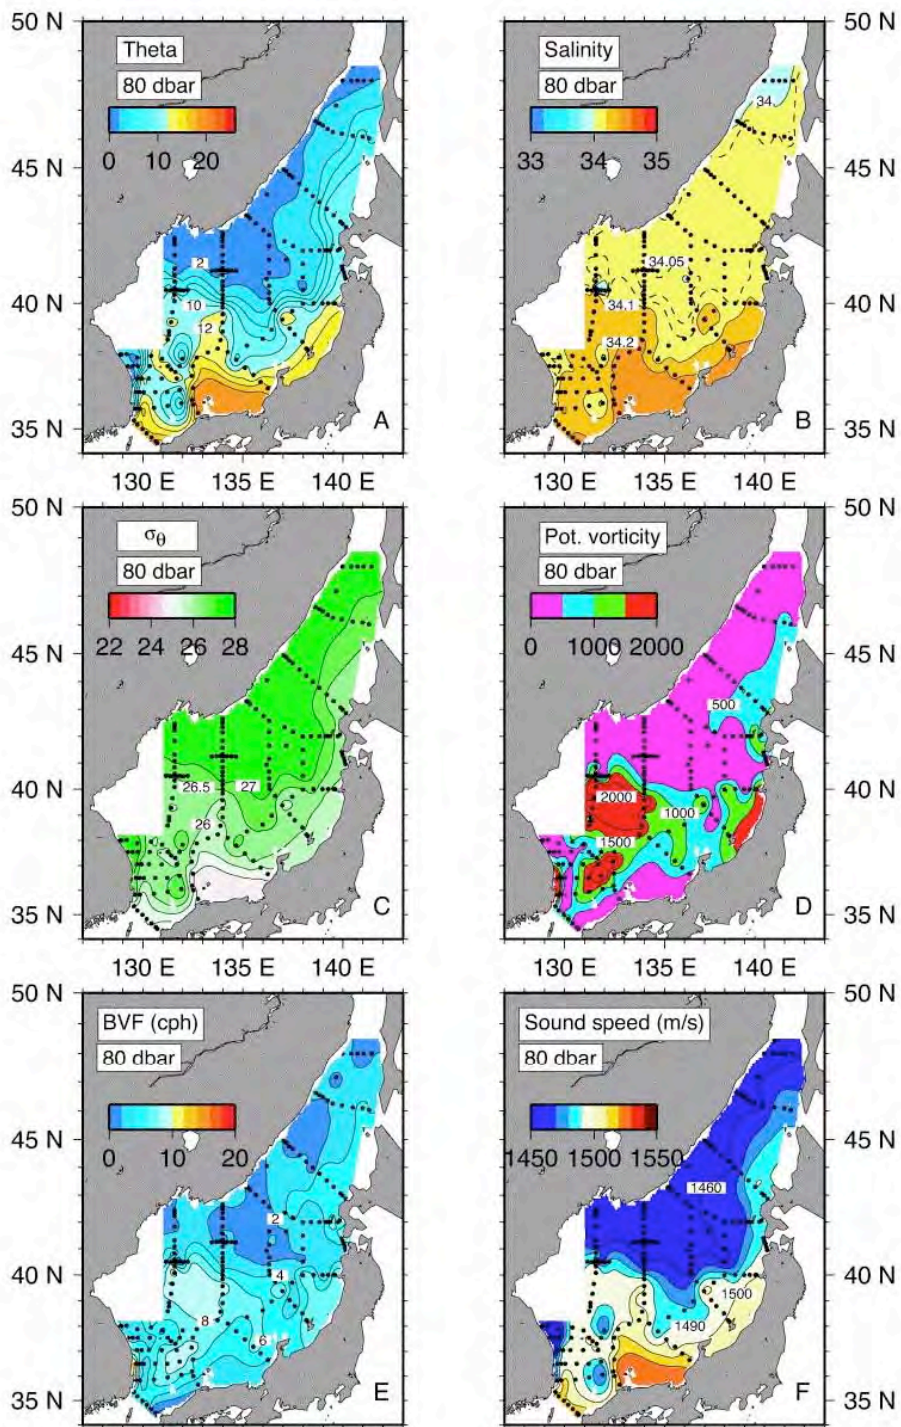 50 N 50 N
Theta Salinity
80 dbar 80 dbar
0 10 20 33 34 35
34
45 N 45 N
2 34.05
40 N 40 N
10 34.1
12 34.2
35 N A B 35 N
130 E 135 E 140 E 130 E 135 E 140 E
50 N 50 N
σθ Pot. vorticity
80 dbar 80 dbar
22 24 26 28 0 1000 2000
45 N 45 N
500
40 N 40 N
26.5 27 2000
26 1000
1500
35 N C D 35 N
130 E 135 E 140 E 130 E 135 E 140 E
50 N 50 N
BVF (cph) Sound speed (m/s)
80 dbar 80 dbar
0 10 20 1450 1500 1550
45 N 45 N
1460
2
40 N 4 40 N
1500
8 6 1490
35 N E F 35 N